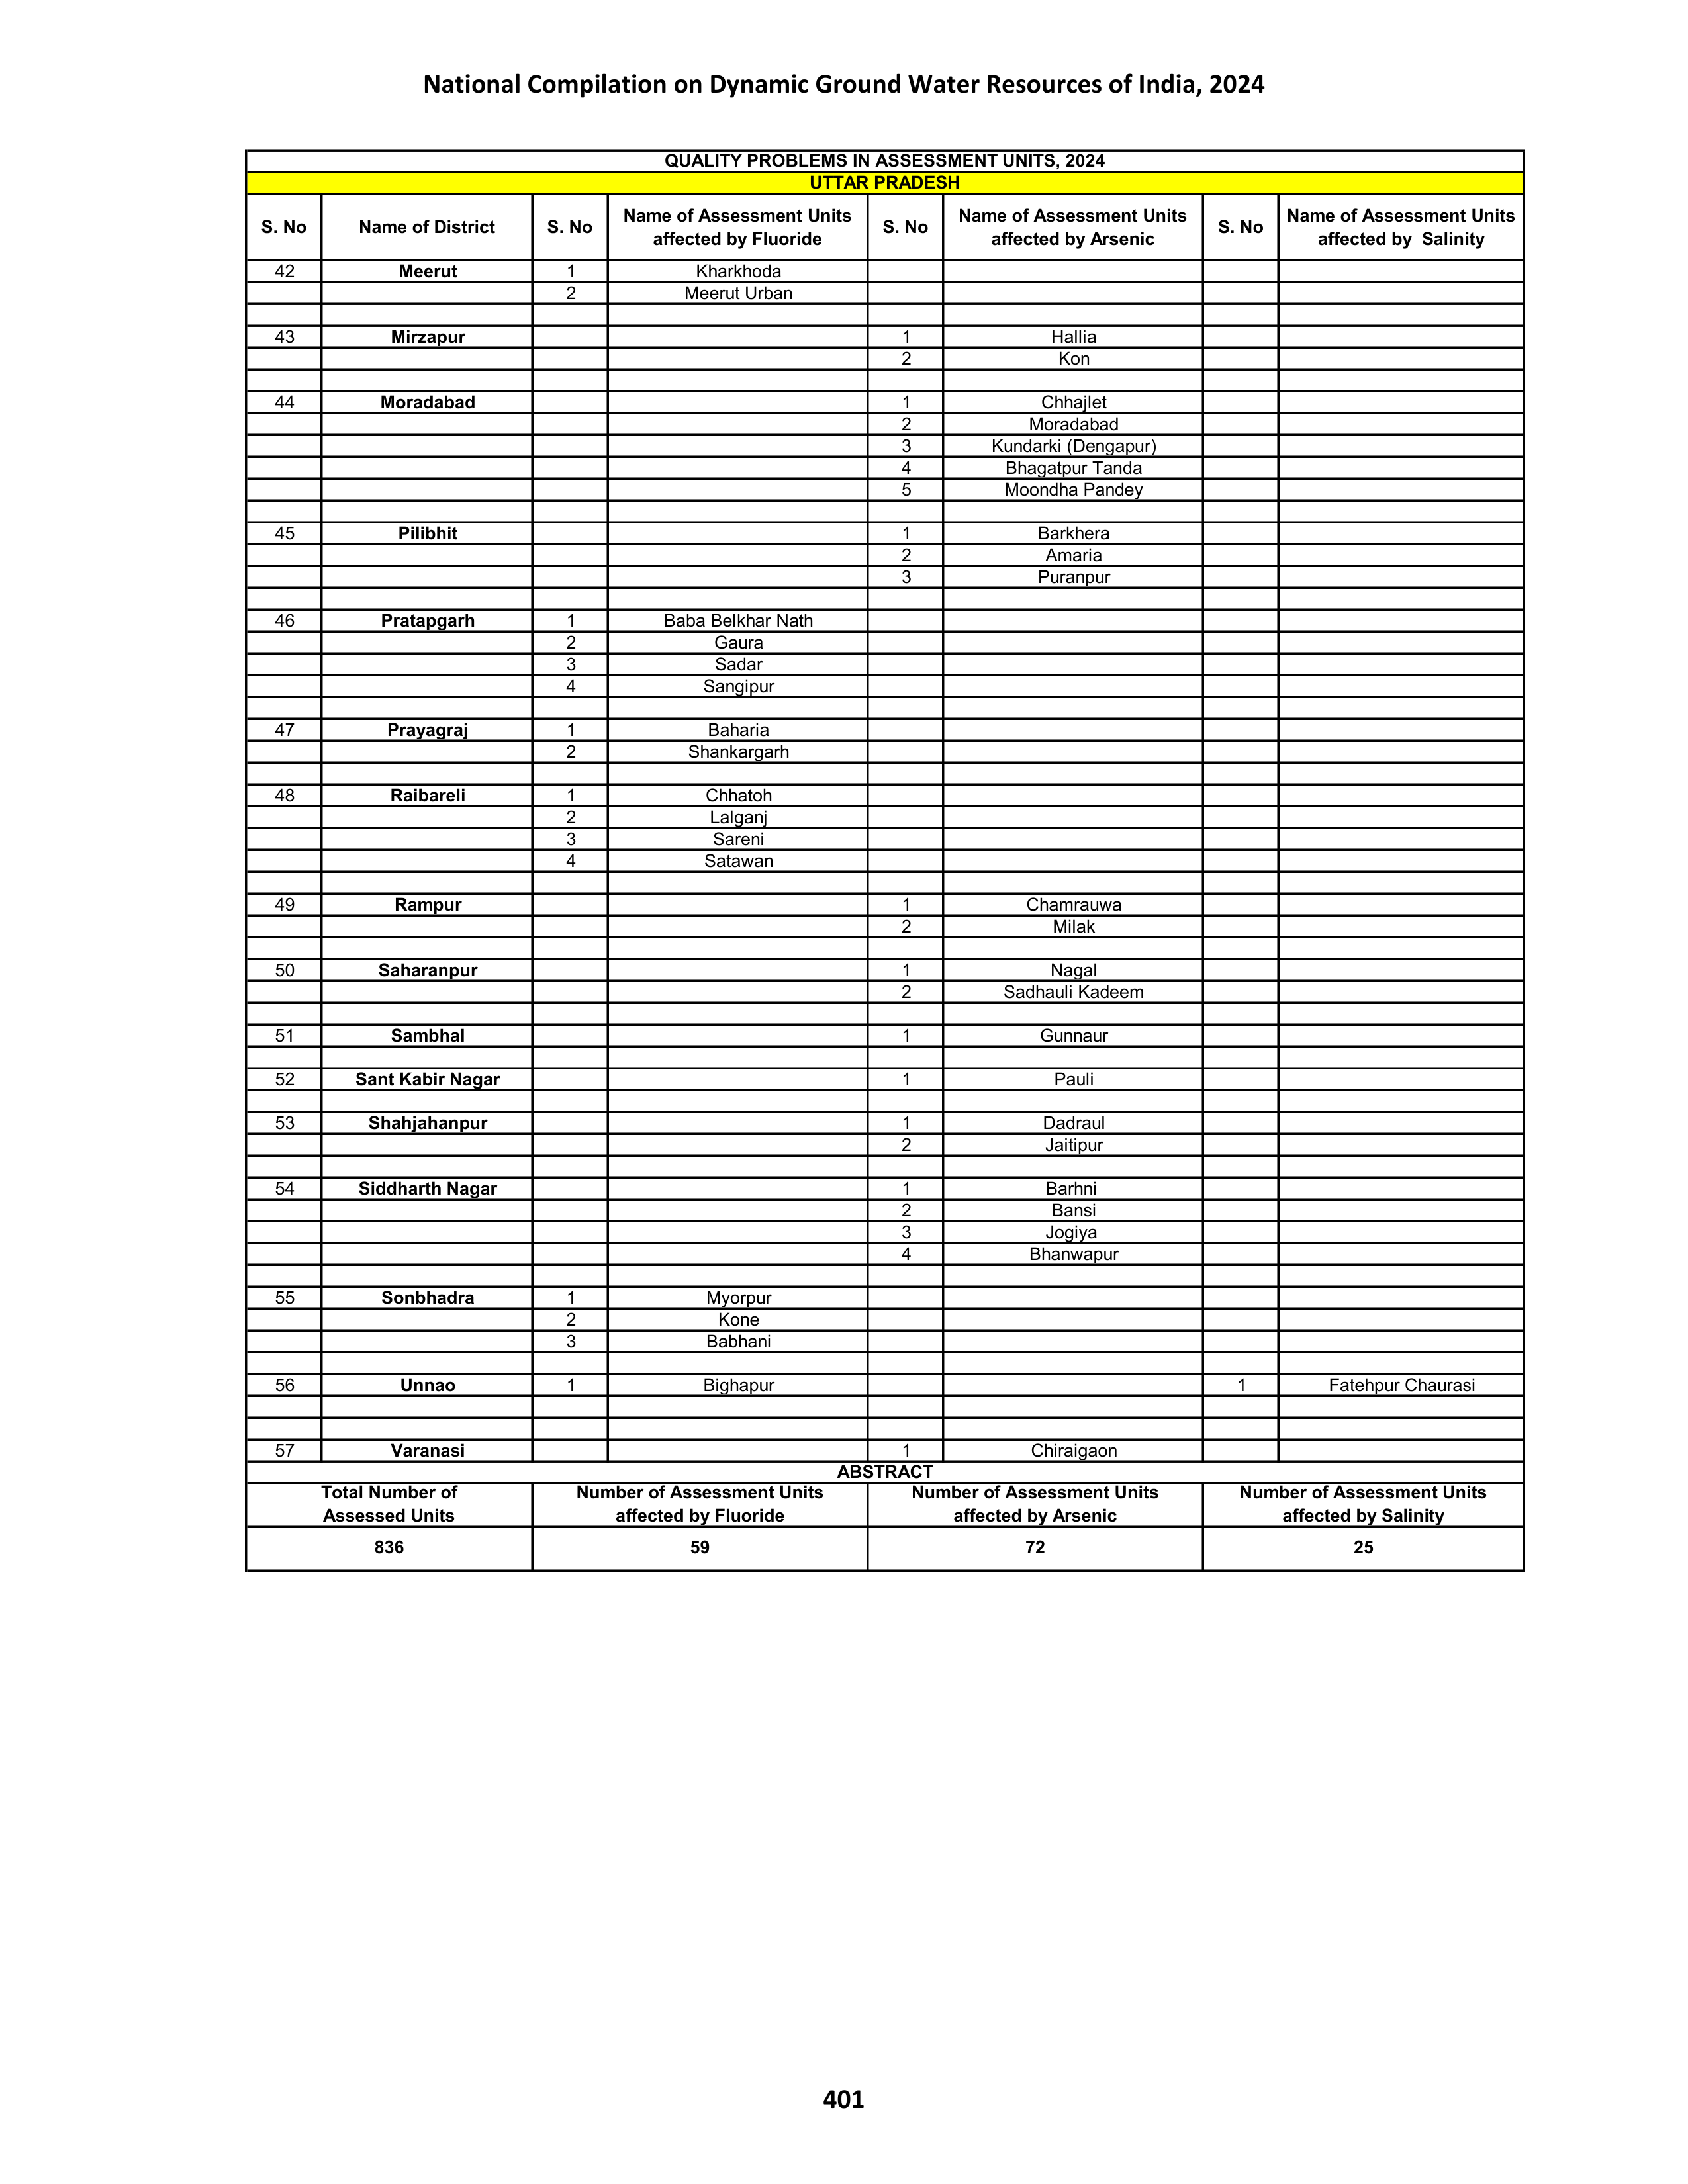 National Compilation on Dynamic Ground Water Resources of India, 2024
QUALITY PROBLEMS IN ASSESSMENT UNITS, 2024
UTTAR PRADESH
S. No Name of District S. No Name of Assessment Units affected by Fluoride S. No Name of Assessment Units affected by Arsenic S. No Name of Assessment Units affected by Salinity
42 Meerut 1 Kharkhoda
2 Meerut Urban
43 Mirzapur 1 Hallia
2 Kon
44 Moradabad 1 Chhajlet
2 Moradabad
3 Kundarki (Dengapur)
4 Bhagatpur Tanda
5 Moondha Pandey
45 Pilibhit 1 Barkhera
2 Amaria
3 Puranpur
46 Pratapgarh 1 Baba Belkhar Nath
2 Gaura
3 Sadar
4 Sangipur
47 Prayagraj 1 Baharia
2 Shankargarh
48 Raibareli 1 Chhatoh
2 Lalganj
3 Sareni
4 Satawan
49 Rampur 1 Chamrauwa
2 Milak
50 Saharanpur 1 Nagal
2 Sadhauli Kadeem
51 Sambhal 1 Gunnaur
52 Sant Kabir Nagar 1 Pauli
53 Shahjahanpur 1 Dadraul
2 Jaitipur
54 Siddharth Nagar 1 Barhni
2 Bansi
3 Jogiya
4 Bhanwapur
55 Sonbhadra 1 Myorpur
2 Kone
3 Babhani
56 Unnao 1 Bighapur 1 Fatehpur Chaurasi
57 Varanasi 1 Chiraigaon
ABSTRACT
Total Number of Assessed Units Number of Assessment Units affected by Fluoride Number of Assessment Units affected by Arsenic Number of Assessment Units affected by Salinity
836 59 72 25
401